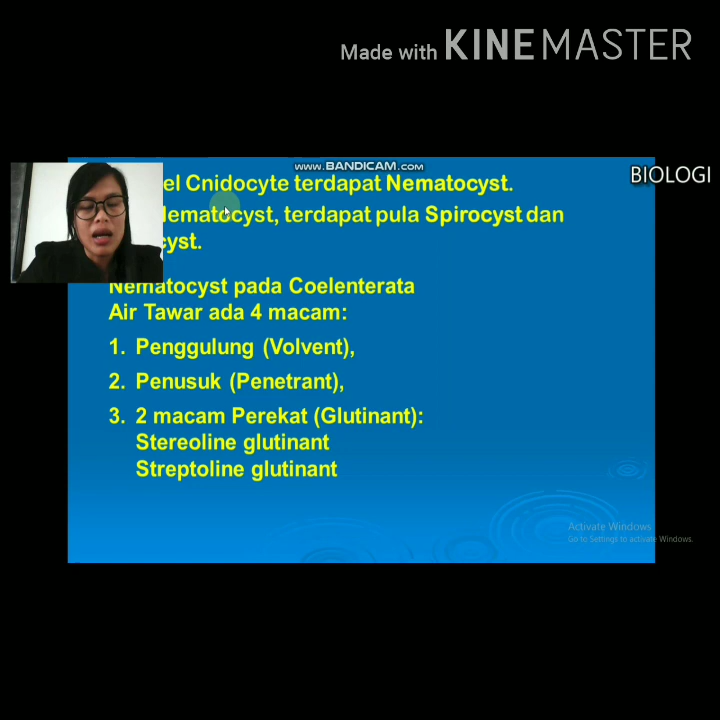 Made with KINEMASTER
WWW.BANDICAM.COM
BIOLOGI
el Cnidocyte terdapat Nematocyst.
Nematocyst, terdapat pula Spirocyst dan
cyst.
Nematocyst pada Coelenterata
Air Tawar ada 4 macam:
1. Penggulung (Volvent),
2. Penusuk (Penetrant),
3. 2 macam Perekat (Glutinant):
Stereoline glutinant
Streptoline glutinant
Activate Windows
Go to Settings to activate Windows.